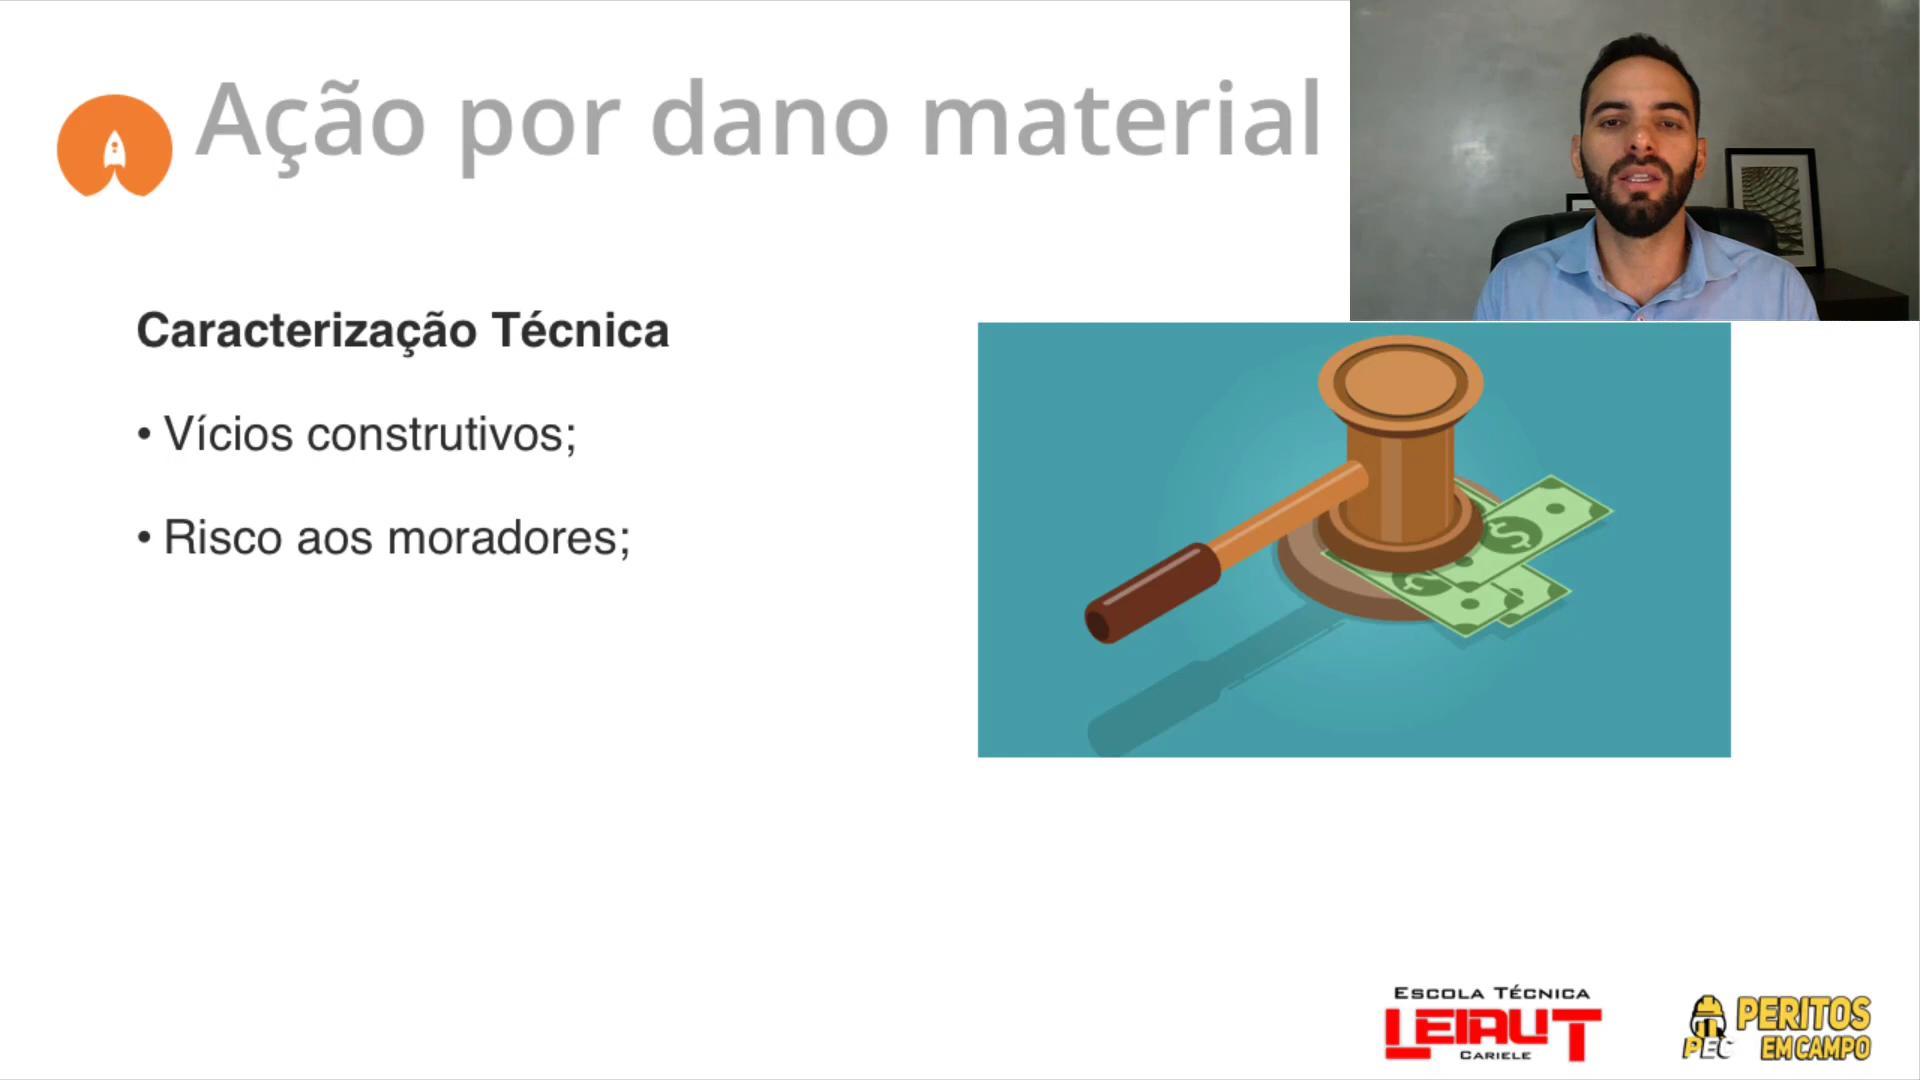 Ação por dano material
Caracterização Técnica
• Vícios construtivos;
• Risco aos moradores;
ESCOLA TÉCNICA
LEIAUT
CARIELE
PERITOS
EM CAMPO
PEC